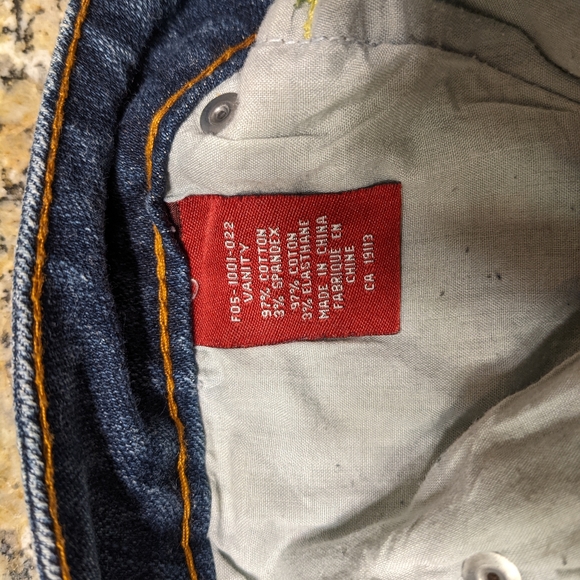 F05-1001-022
VANITY
97% COTTON
3% SPANDEX
97% COTON
3% ELASTHANE
MADE IN CHINA
FABRIQUE EN
CHINE
CA 19113